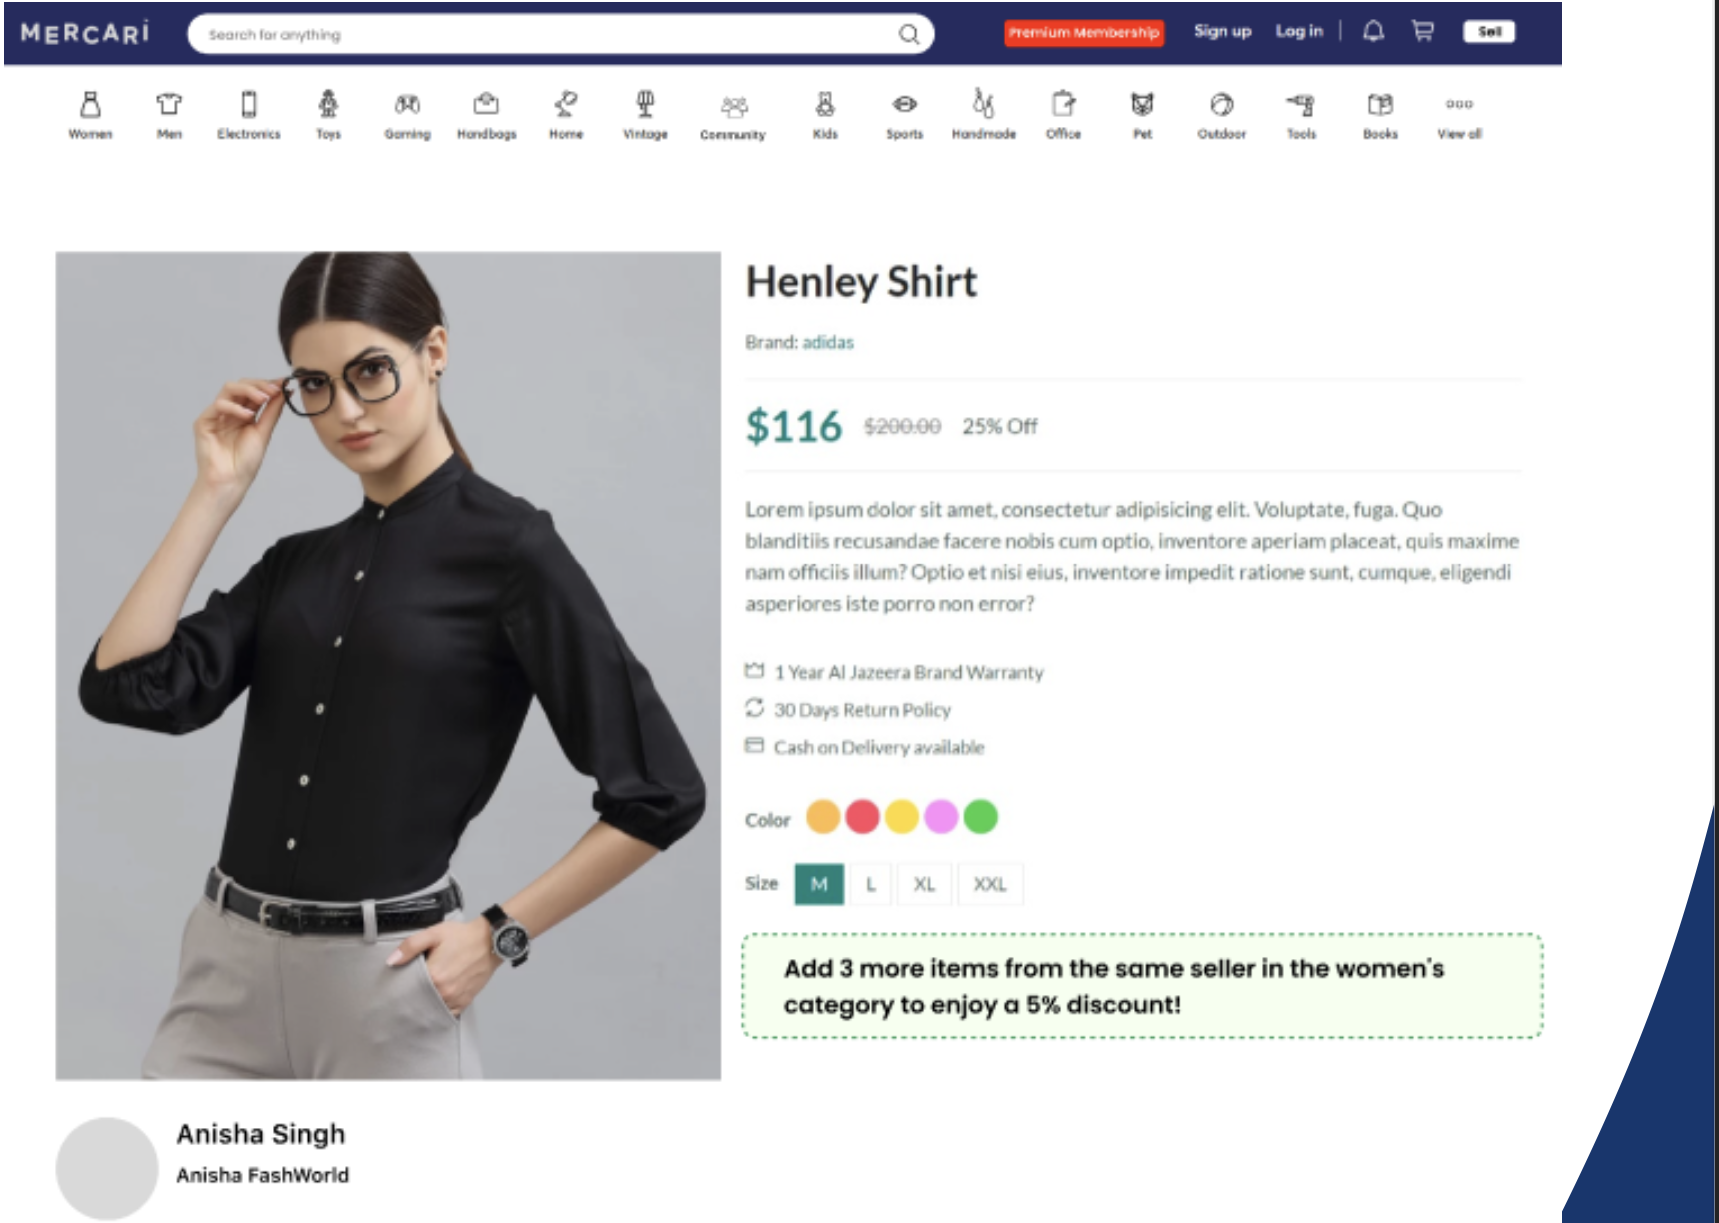 MERCARI
Search for anything
Premium Membership
Sign up
Log in
Sell
Women
Men
Electronics
Toys
Gaming
Handbags
Home
Vintage
Community
Kids
Sports
Handmade
Office
Pet
Outdoor
Tools
Books
View all
Henley Shirt
Brand: adidas
$116 $200.00 25% Off
Lorem ipsum dolor sit amet, consectetur adipisicing elit. Voluptate, fuga. Quo
blanditiis recusandae facere nobis cum optio, inventore aperiam placeat, quis maxime
nam officiis illum? Optio et nisi eius, inventore impedit ratione sunt, cumque, eligendi
asperiores iste porro non error?
1 Year Al Jazeera Brand Warranty
30 Days Return Policy
Cash on Delivery available
Color
Size M L XL XXL
Add 3 more items from the same seller in the women's
category to enjoy a 5% discount!
Anisha Singh
Anisha FashWorld